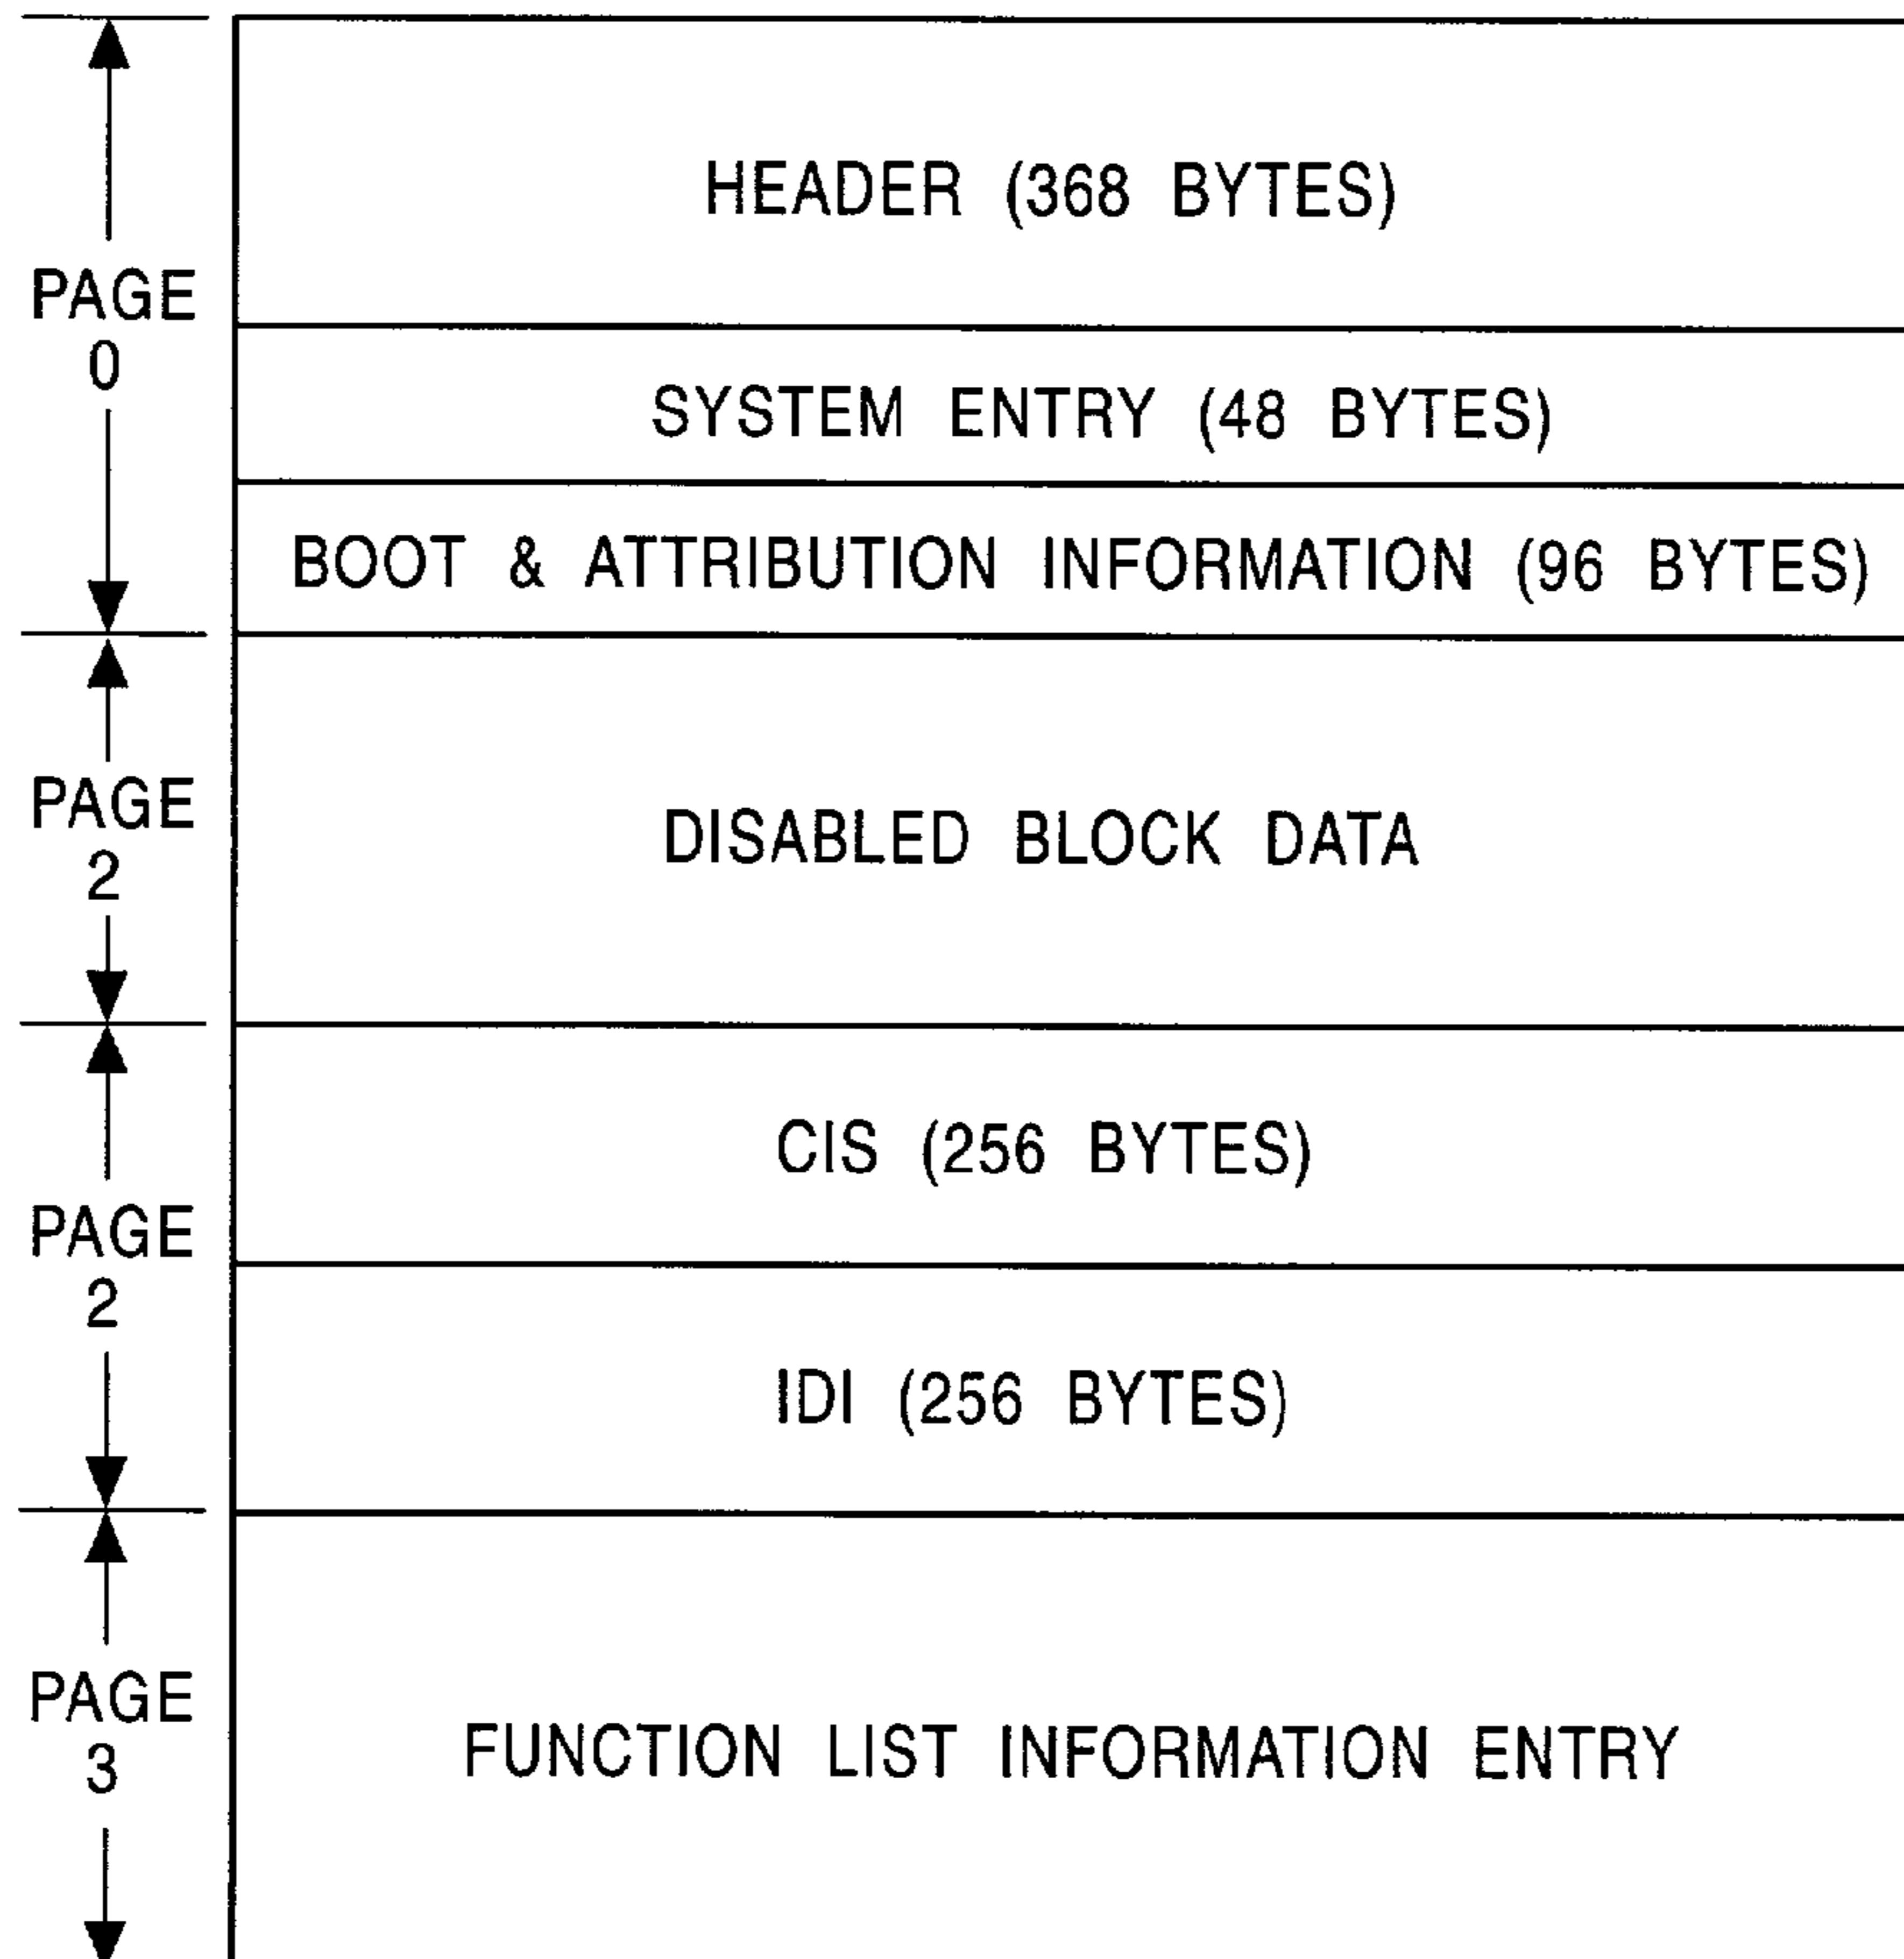 PAGE
0
HEADER (368 BYTES)
SYSTEM ENTRY (48 BYTES)
BOOT & ATTRIBUTION INFORMATION (96 BYTES)
PAGE
2
DISABLED BLOCK DATA
PAGE
2
CIS (256 BYTES)
IDI (256 BYTES)
PAGE
3
FUNCTION LIST INFORMATION ENTRY